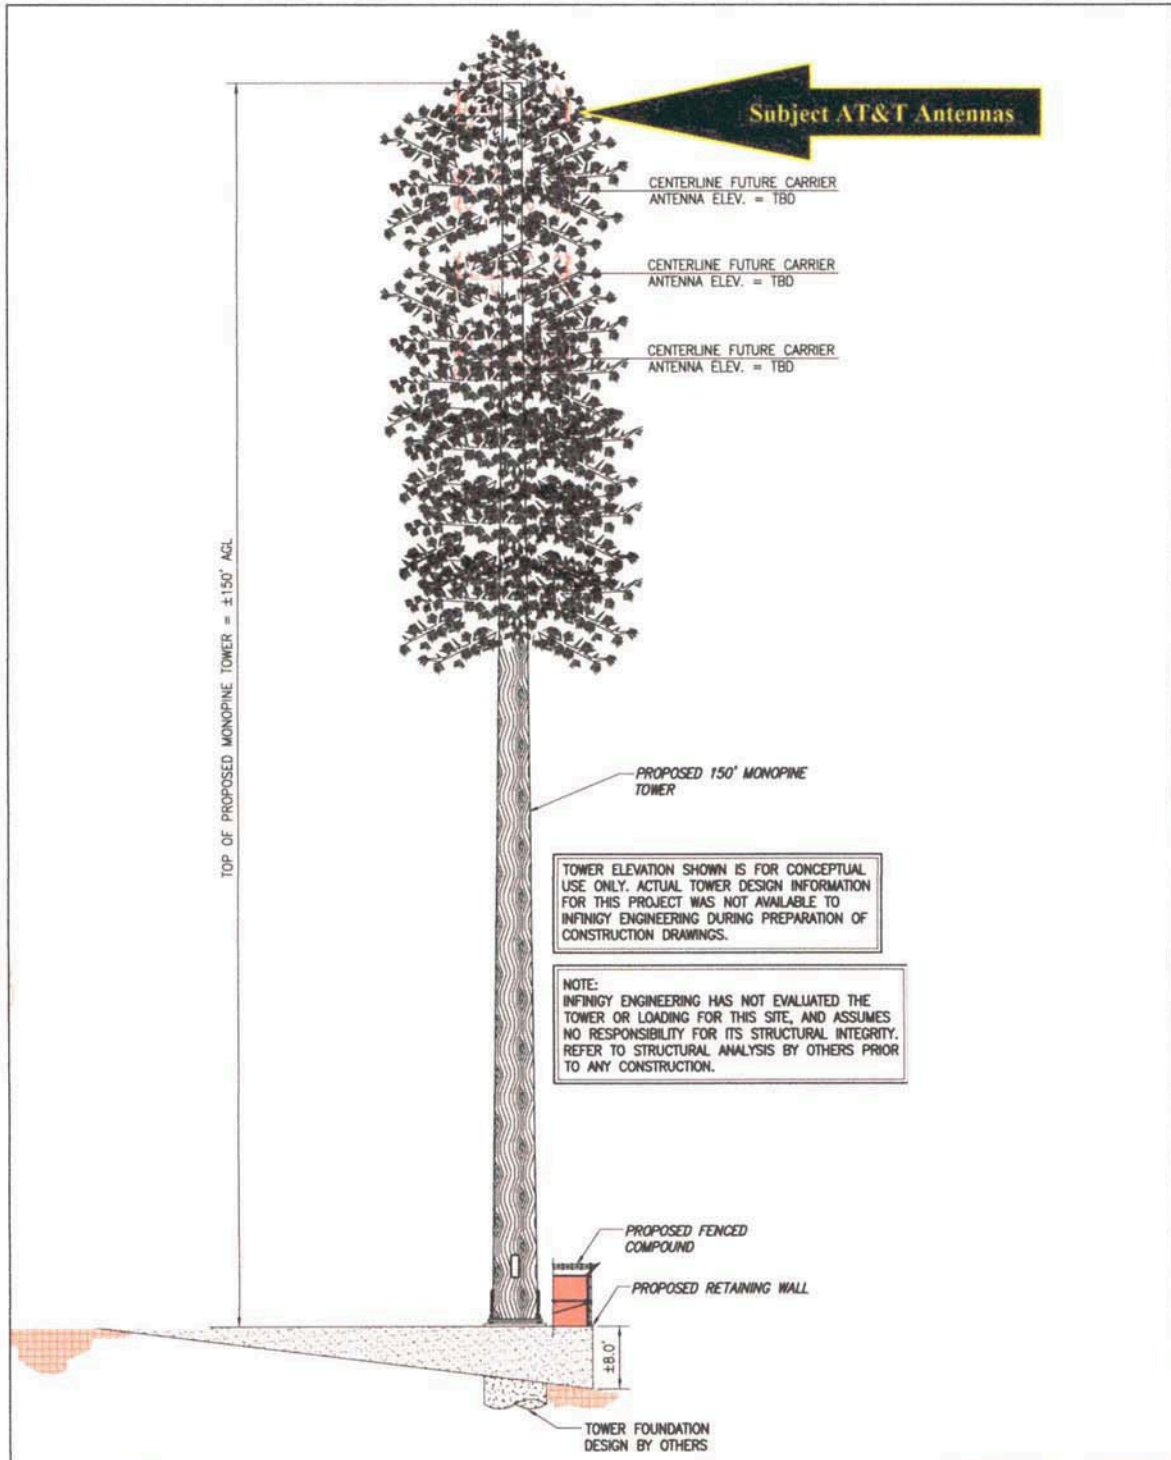 Subject AT&T Antennas
CENTERLINE FUTURE CARRIER
ANTENNA ELEV. = TBD
CENTERLINE FUTURE CARRIER
ANTENNA ELEV. = TBD
CENTERLINE FUTURE CARRIER
ANTENNA ELEV. = TBD
TOP OF PROPOSED MONOPINE TOWER = ±150' AGL
PROPOSED 150' MONOPINE
TOWER
TOWER ELEVATION SHOWN IS FOR CONCEPTUAL
USE ONLY. ACTUAL TOWER DESIGN INFORMATION
FOR THIS PROJECT WAS NOT AVAILABLE TO
INFINIGY ENGINEERING DURING PREPARATION OF
CONSTRUCTION DRAWINGS.
NOTE:
INFINIGY ENGINEERING HAS NOT EVALUATED THE
TOWER OR LOADING FOR THIS SITE, AND ASSUMES
NO RESPONSIBILITY FOR ITS STRUCTURAL INTEGRITY.
REFER TO STRUCTURAL ANALYSIS BY OTHERS PRIOR
TO ANY CONSTRUCTION.
PROPOSED FENCED
COMPOUND
PROPOSED RETAINING WALL
±8.0'
TOWER FOUNDATION
DESIGN BY OTHERS